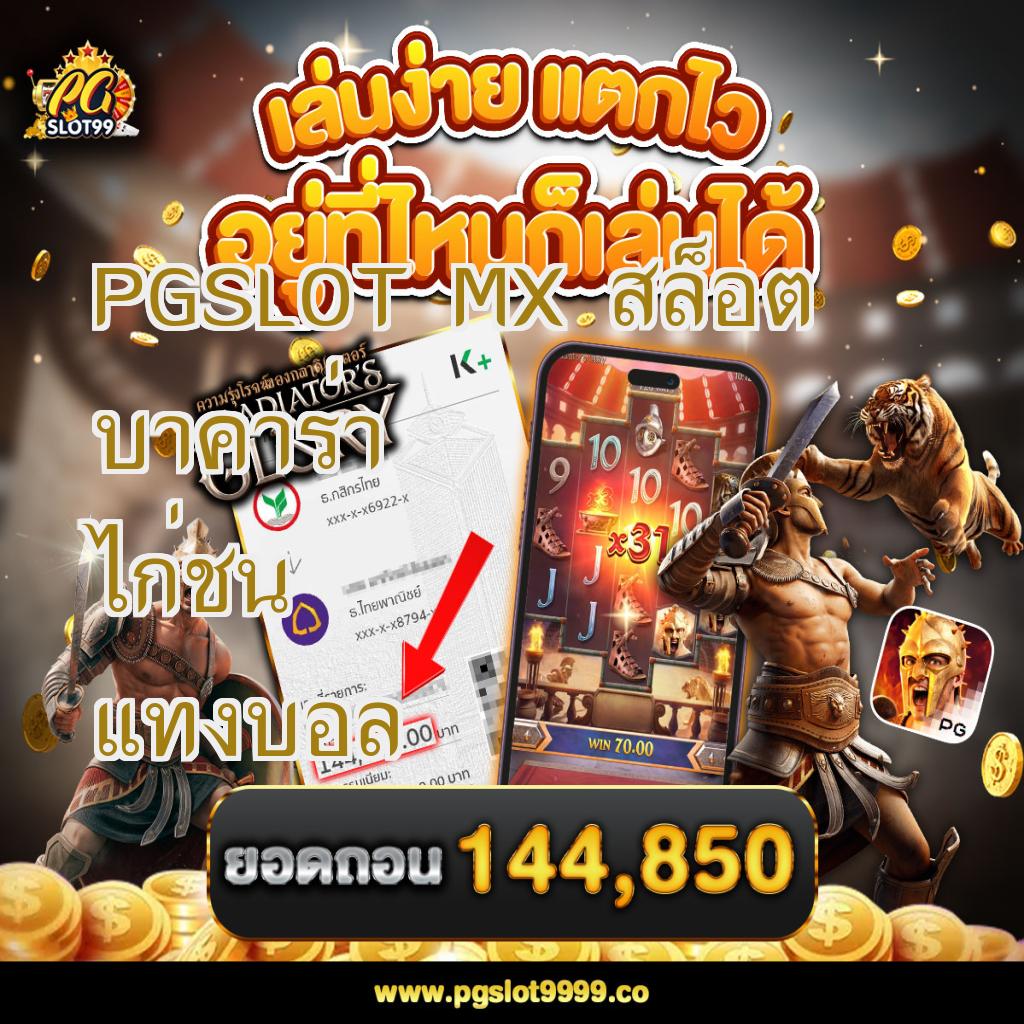 PG
SLOT99
เล่นง่าย แตกไว
อยู่ที่ไหนก็เล่นได้
PGSLOT MX สล็อต
บาคาร่า
ไก่ชน
แทงบอล
K+
ธ.กสิกรไทย
xxx-x-x6922-x
ธ.ไทยพาณิชย์
xxx-x-x8794-
บาท
บาท
9
10
10
10
x31
J
J
J
WIN 70.00
PG
ยอดถอน 144,850
www.pgslot9999.co